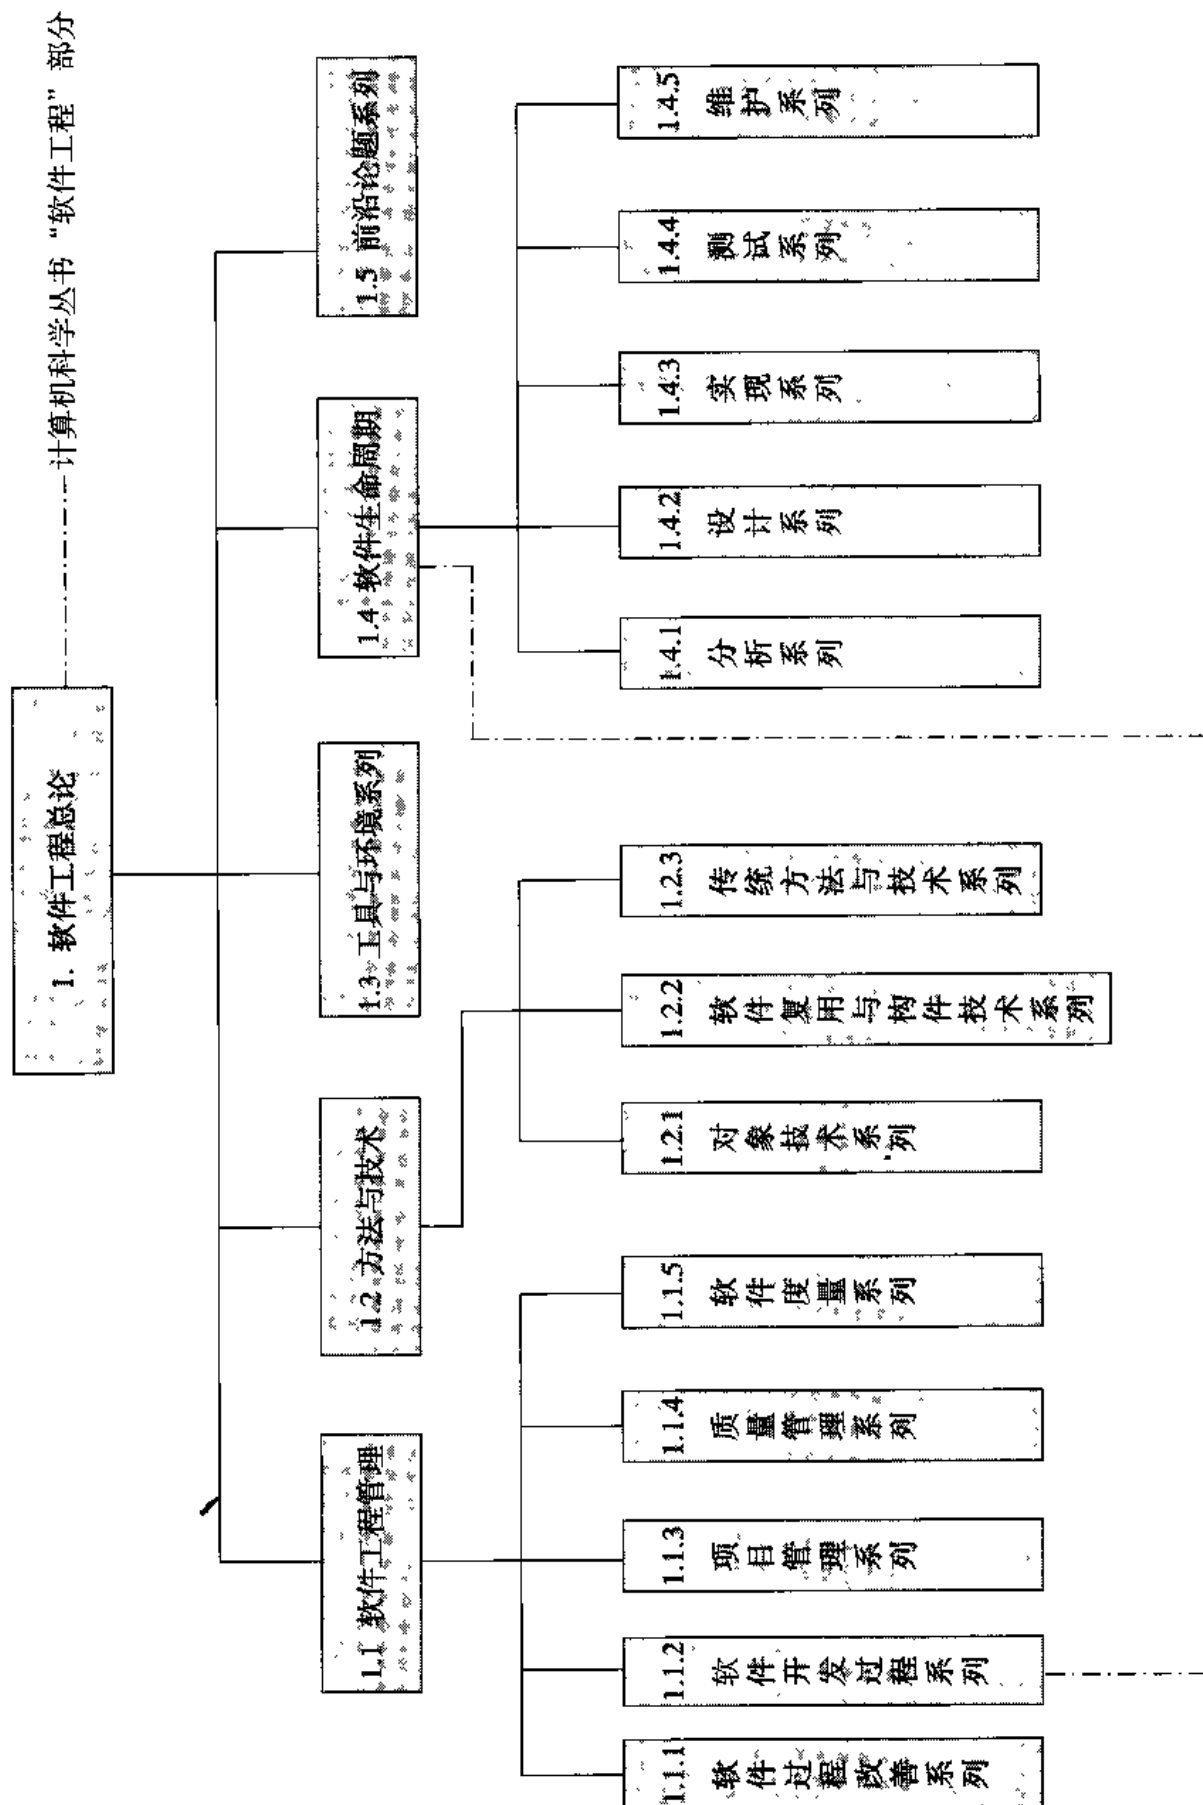 计算机科学丛书“软件工程”部分
1. 软件工程总论
1.1 软件工程管理
1.2 方法与技术
1.3 工具与环境系列
1.4 软件生命周期
1.5 前沿论题系列
1.1.1
软件过程改善系列
1.1.2
软件开发过程系列
1.1.3
项目管理系列
1.1.4
质量管理系列
1.1.5
软件度量系列
1.2.1
对象技术系列
1.2.2
软件复用与构件技术系列
1.2.3
传统方法与技术系列
1.4.1
分析系列
1.4.2
设计系列
1.4.3
实现系列
1.4.4
测试系列
1.4.5
维护系列